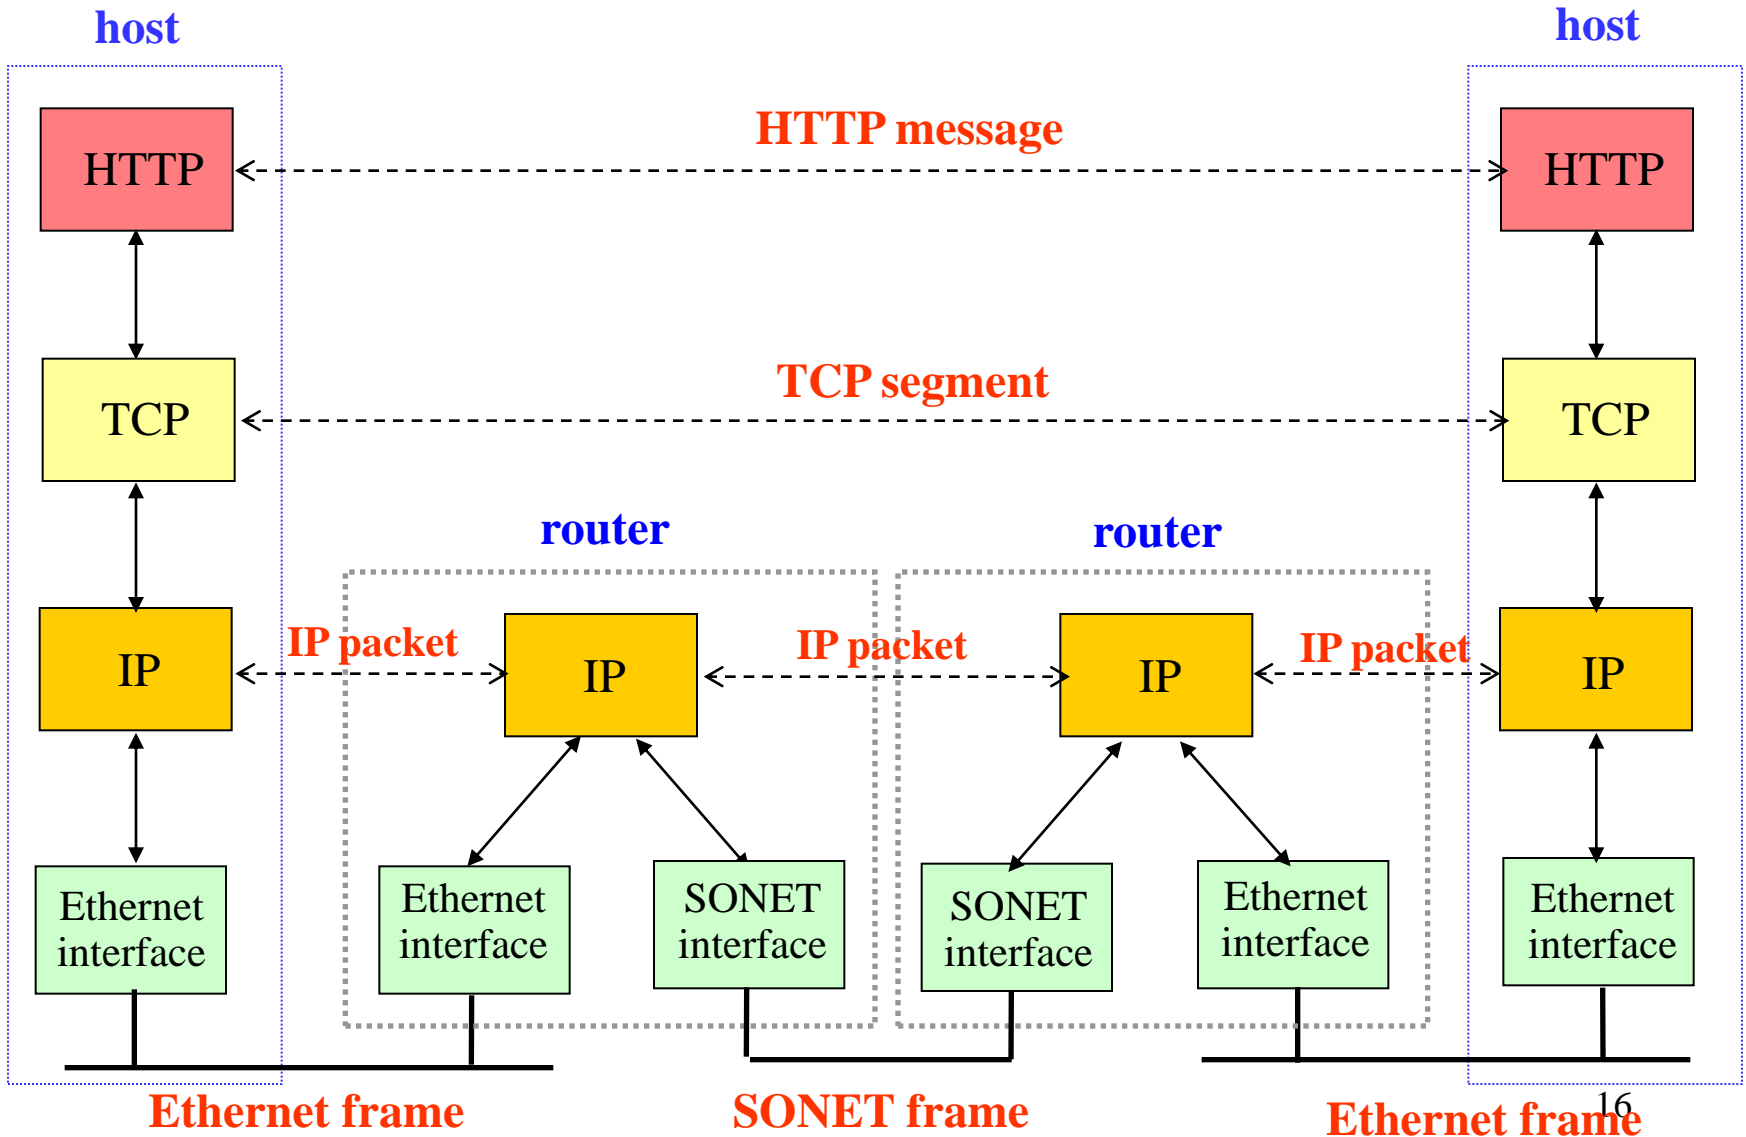 host
host
HTTP
HTTP message
HTTP
TCP
TCP segment
TCP
router
router
IP
IP packet
IP
IP packet
IP
IP packet
IP
Ethernet
interface
Ethernet
interface
SONET
interface
SONET
interface
Ethernet
interface
Ethernet
interface
Ethernet frame
SONET frame
Ethernet frame
16